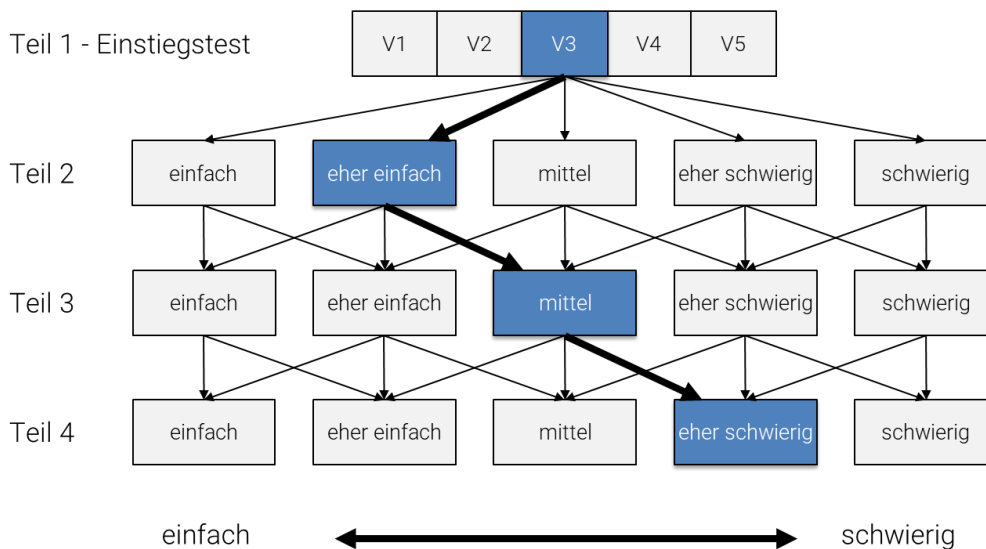 Teil 1 - Einstiegstest
V1 V2 V3 V4 V5
Teil 2
einfach eher einfach mittel eher schwierig schwierig
Teil 3
einfach eher einfach mittel eher schwierig schwierig
Teil 4
einfach eher einfach mittel eher schwierig schwierig
einfach schwierig